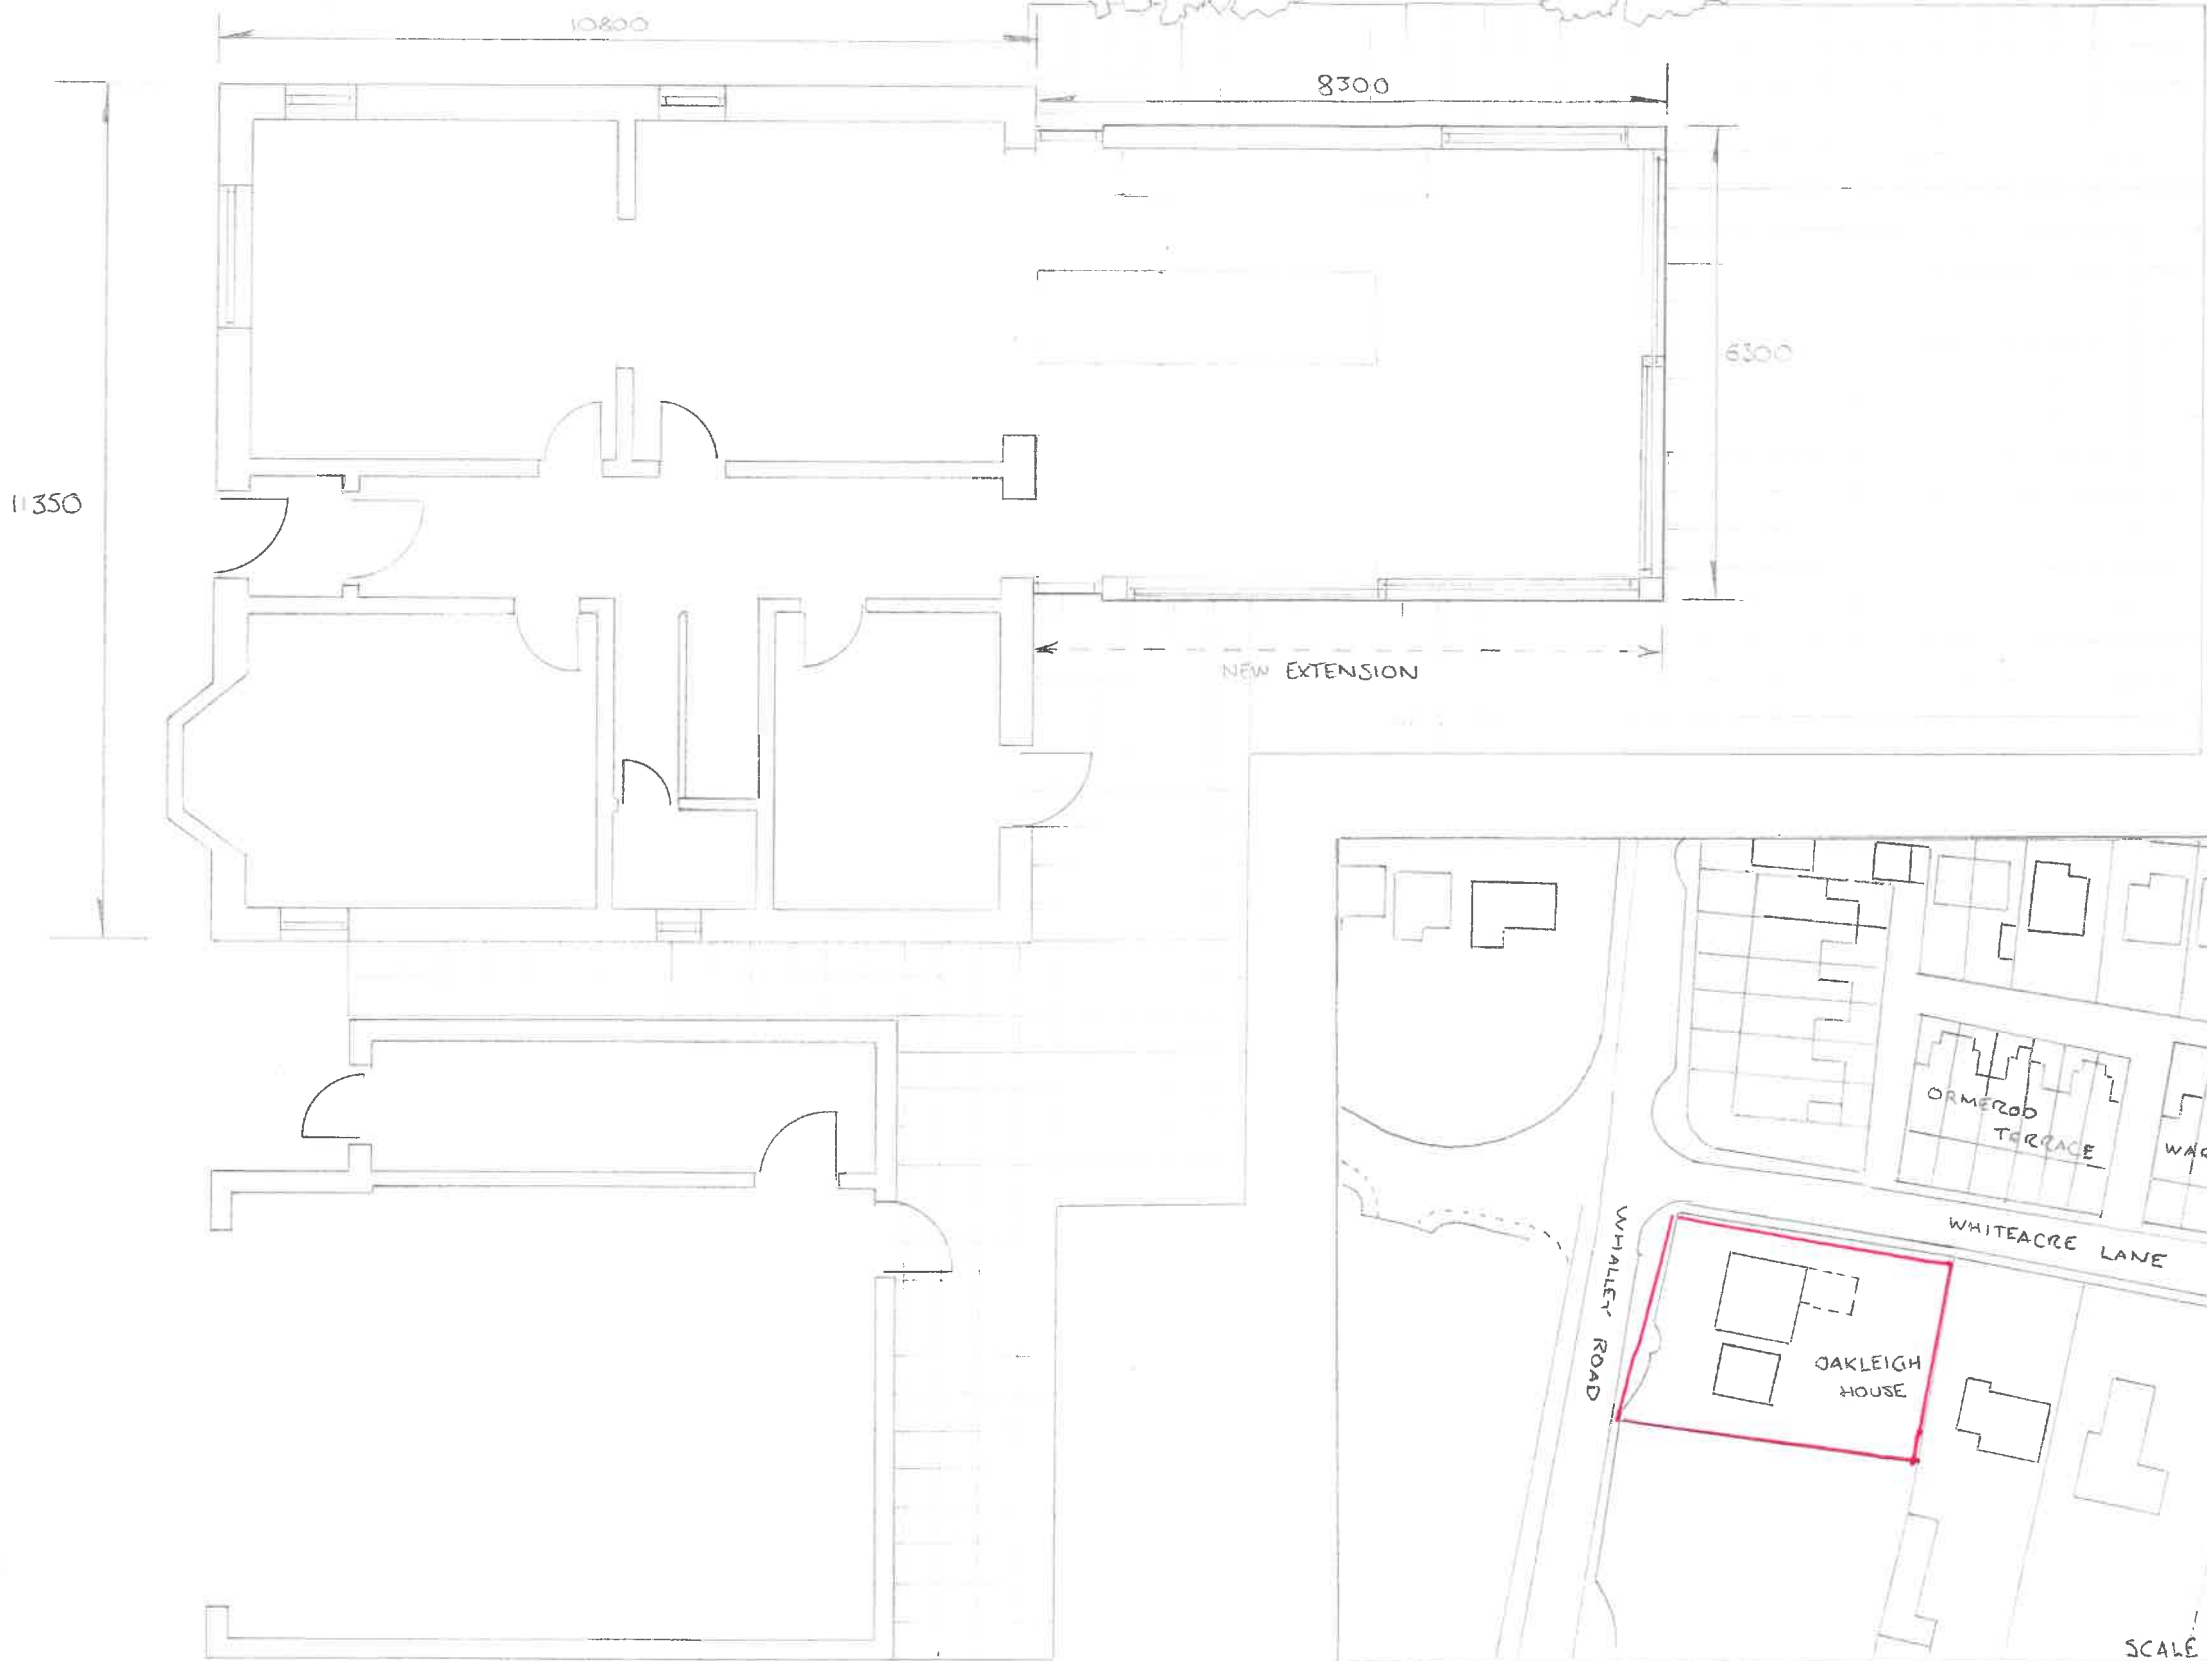 10800
8300
6300
11350
NEW EXTENSION
ORMEROD
TERRACE
WHITEACRE LANE
WHALLEY ROAD
OAKLEIGH
HOUSE
SCALE